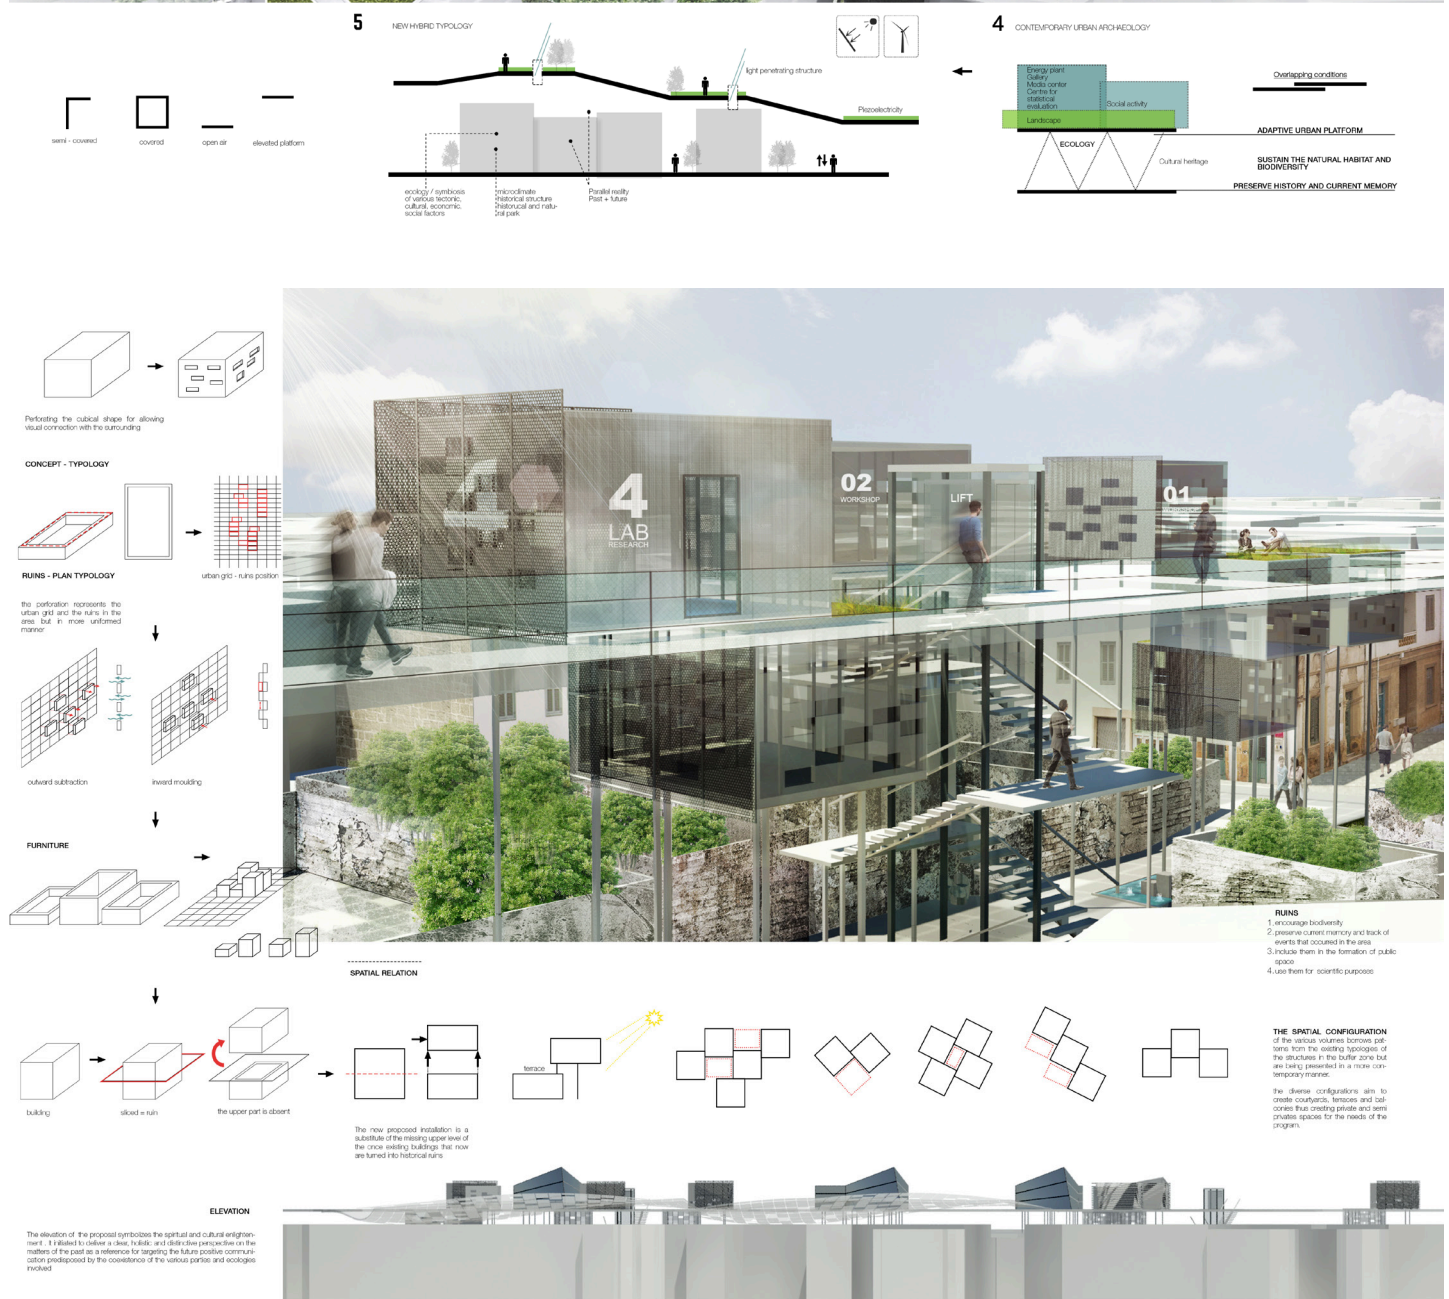 5
NEW HYBRID TYPOLOGY
4
CONTEMPORARY URBAN ARCHAEOLOGY
semi - covered
covered
open air
elevated platform
light penetrating structure
Piezoelectricity
ecology / symbiosis
of various tectonic,
cultural, economic.
social factors
microclimate
historical structure
historucal and natu-
ral park
Parallel reality
Past + future
Energy plant
Gallery
Media center
Centre for
statistical
evaluation
Landscape
Social activity
ECOLOGY
Cultural heritage
Overlapping conditions
ADAPTIVE URBAN PLATFORM
SUSTAIN THE NATURAL HABITAT AND
BIODIVERSITY
PRESERVE HISTORY AND CURRENT MEMORY
Perforating the cubical shape for allowing
visual connection with the surrounding
CONCEPT - TYPOLOGY
RUINS - PLAN TYPOLOGY
urban grid - ruins position
the perforation represents the
urban grid and the ruins in the
area but in more uniformed
manner
outward subtraction
inward moulding
FURNITURE
4
LAB
RESEARCH
02
WORKSHOP
LIFT
01
WORKSHOP
RUINS
1. encourage biodiversity
2. preserve current memory and track of
events that occurred in the area
3. include them in the formation of public
space
4. use them for scientific purposes
SPATIAL RELATION
building
sliced = ruin
the upper part is absent
terrace
The new proposed installation is a
substitute of the missing upper level of
the once existing buildings that now
are turned into historical ruins
THE SPATIAL CONFIGURATION
of the various volumes borrows pat-
terns from the existing typologies of
the structures in the buffer zone but
are being presented in a more con-
temporary manner.
the diverse configurations aim to
create courtyards, terraces and bal-
conies thus creating private and semi
privates spaces for the needs of the
program.
ELEVATION
The elevation of the proposal symbolizes the spiritual and cultural enlighten-
ment . It initiated to deliver a clear, holistic and distinctive perspective on the
matters of the past as a reference for targeting the future positive communi-
cation predisposed by the coexistence of the various parties and ecologies
involved